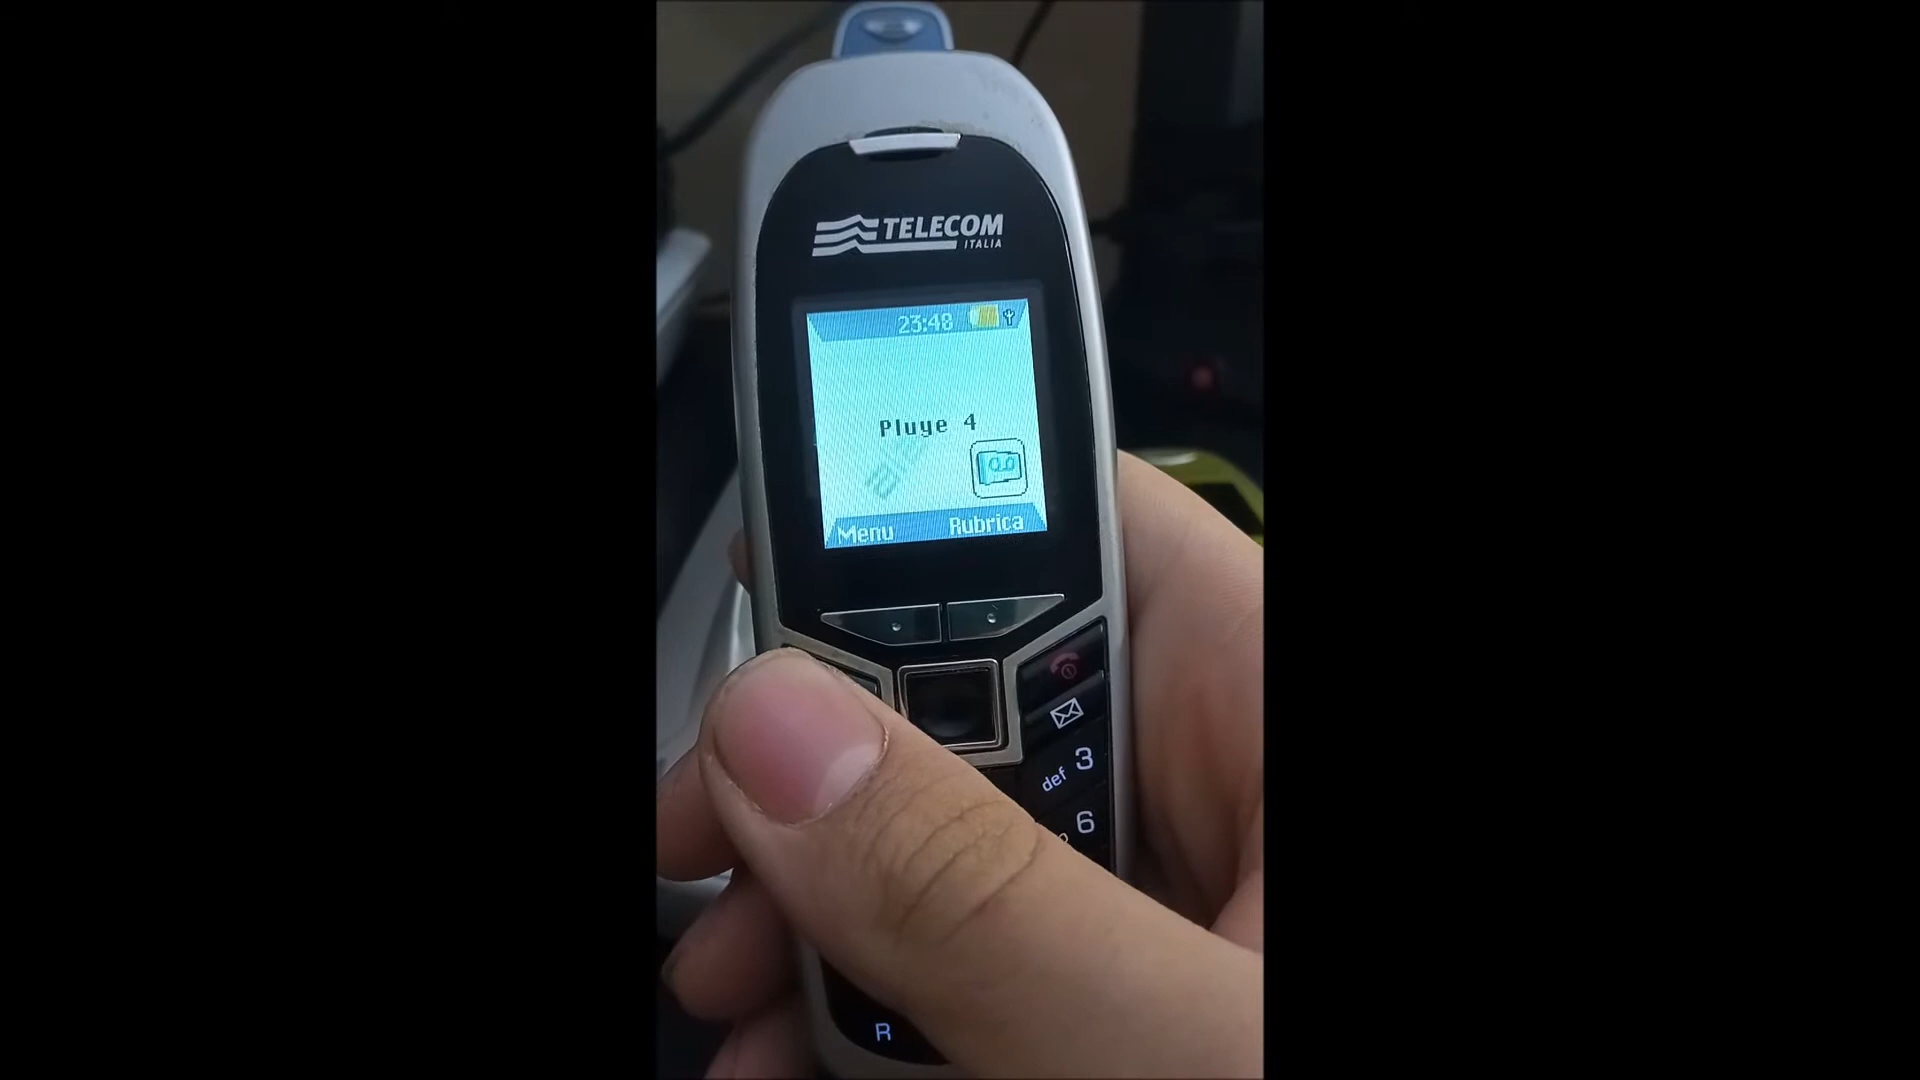 TELECOM
ITALIA
23:48
Pluye 4
Menu
Rubrica
def 3
6
R